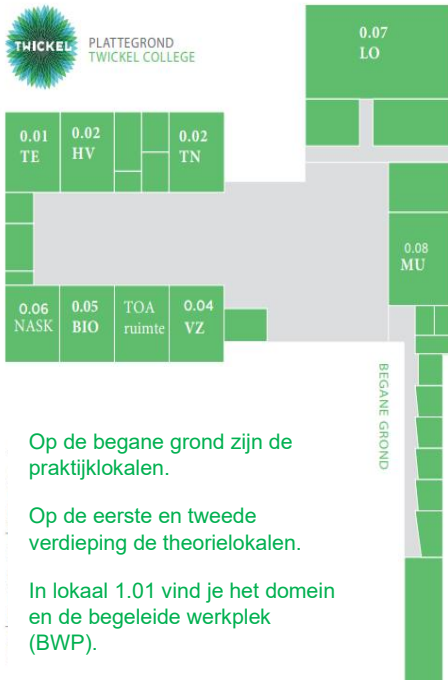 TWICKEL
PLATTEGROND
TWICKEL COLLEGE
0.07
LO
0.01
TE
0.02
HV
0.02
TN
0.08
MU
0.06
NASK
0.05
BIO
TOA
ruimte
0.04
VZ
BEGANE GROND
Op de begane grond zijn de
praktijklokalen.
Op de eerste en tweede
verdieping de theorielokalen.
In lokaal 1.01 vind je het domein
en de begeleide werkplek
(BWP).